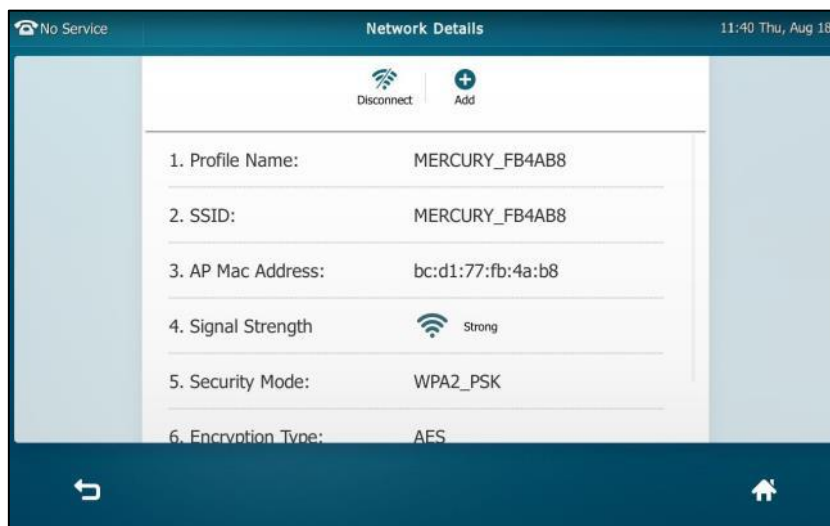 No Service Network Details 11:40 Thu, Aug 18
Disconnect Add
1. Profile Name: MERCURY_FB4AB8
2. SSID: MERCURY_FB4AB8
3. AP Mac Address: bc:d1:77:fb:4a:b8
4. Signal Strength Strong
5. Security Mode: WPA2_PSK
6. Encryption Type: AES